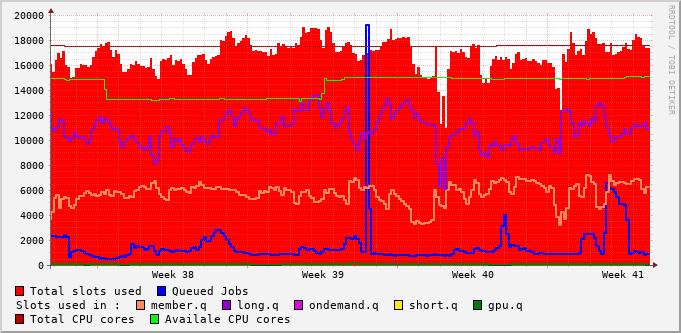 RRDTOOL / TOBI OETIKER
20000
18000
16000
14000
12000
10000
8000
6000
4000
2000
0
Week 38 Week 39 Week 40 Week 41
Total slots used Queued Jobs
Slots used in : member.q long.q ondemand.q short.q gpu.q
Total CPU cores Availale CPU cores